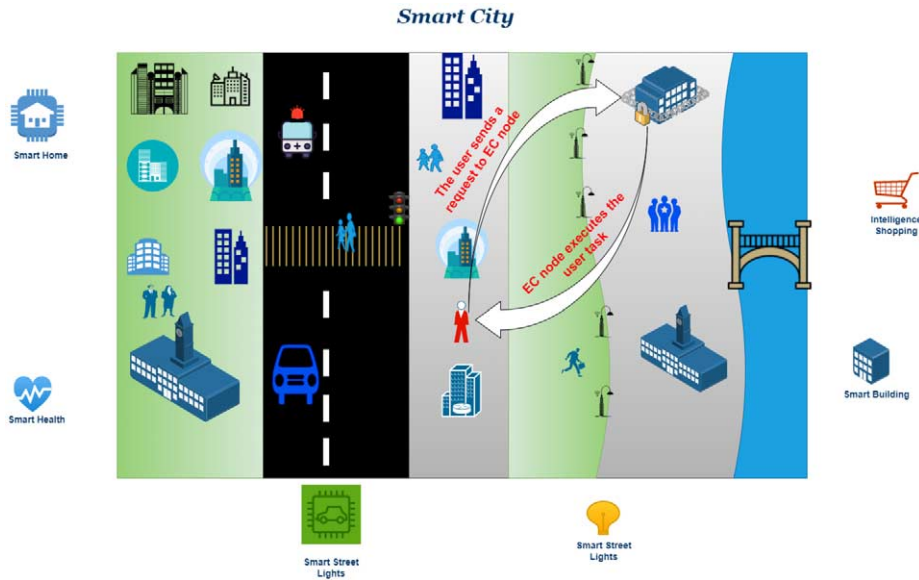 Smart City
Smart Home
The user sends a
request to EC node
Intelligence
Shopping
EC node executes the
user task
Smart Health
Smart Building
Smart Street
Lights
Smart Street
Lights